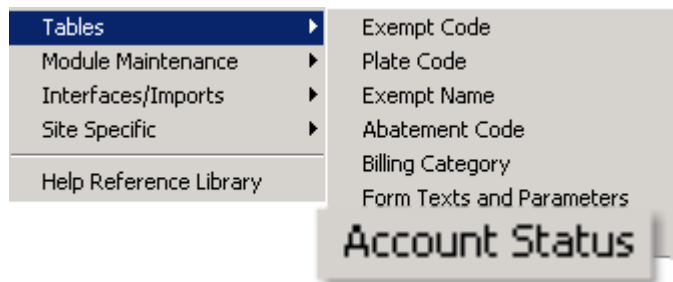 Tables
Module Maintenance
Interfaces/Imports
Site Specific
Help Reference Library
Exempt Code
Plate Code
Exempt Name
Abatement Code
Billing Category
Form Texts and Parameters
Account Status